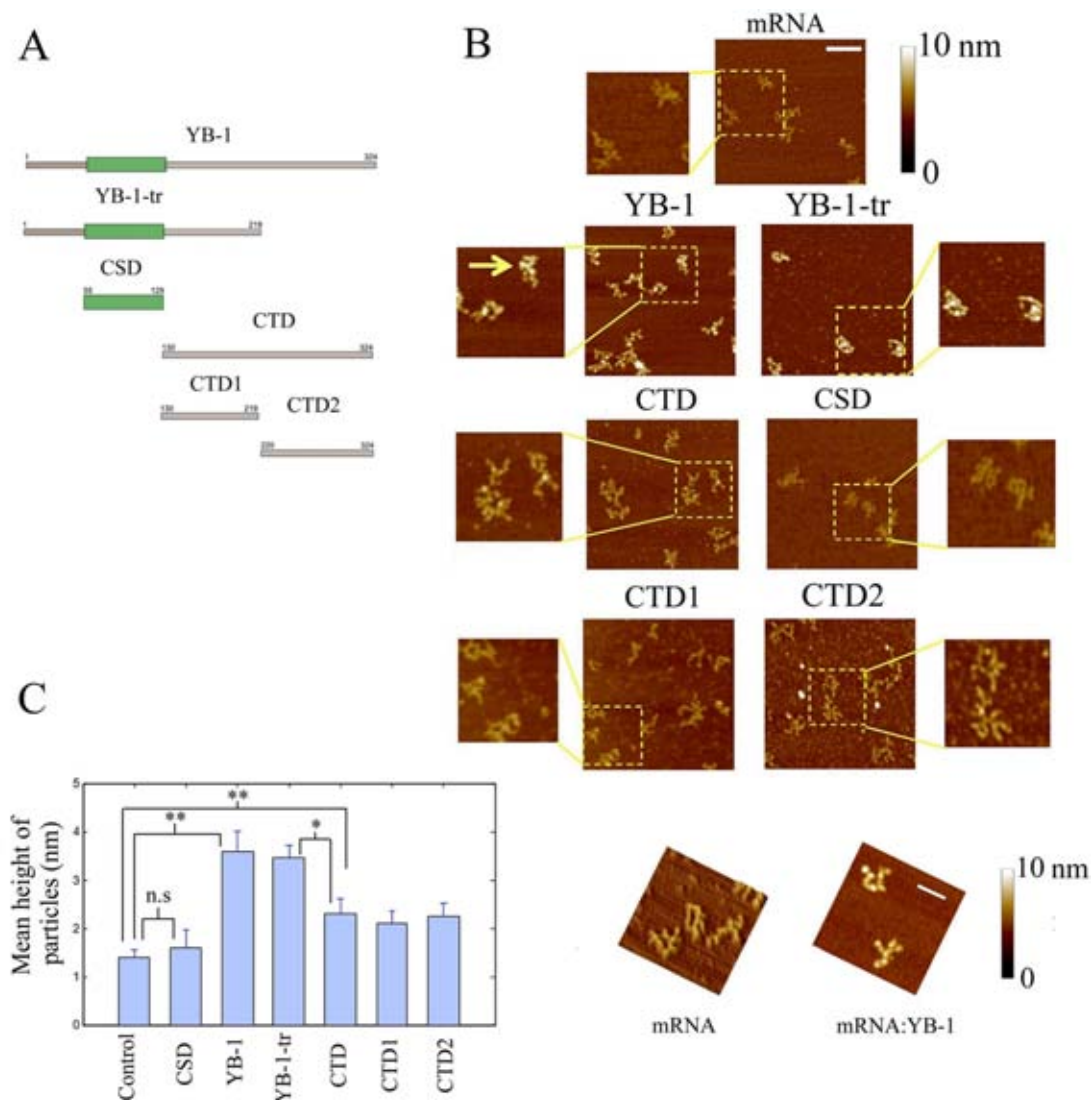 A
YB-1
1
324
YB-1-tr
1
219
CSD
129
CTD
130
324
CTD1
130
219
CTD2
220
324
B
mRNA
10 nm
0
YB-1
YB-1-tr
CTD
CSD
CTD1
CTD2
C
5
4
3
2
1
0
Mean height of
particles (nm)
**
**
*
n.s
Control
CSD
YB-1
YB-1-tr
CTD
CTD1
CTD2
10 nm
0
mRNA
mRNA:YB-1